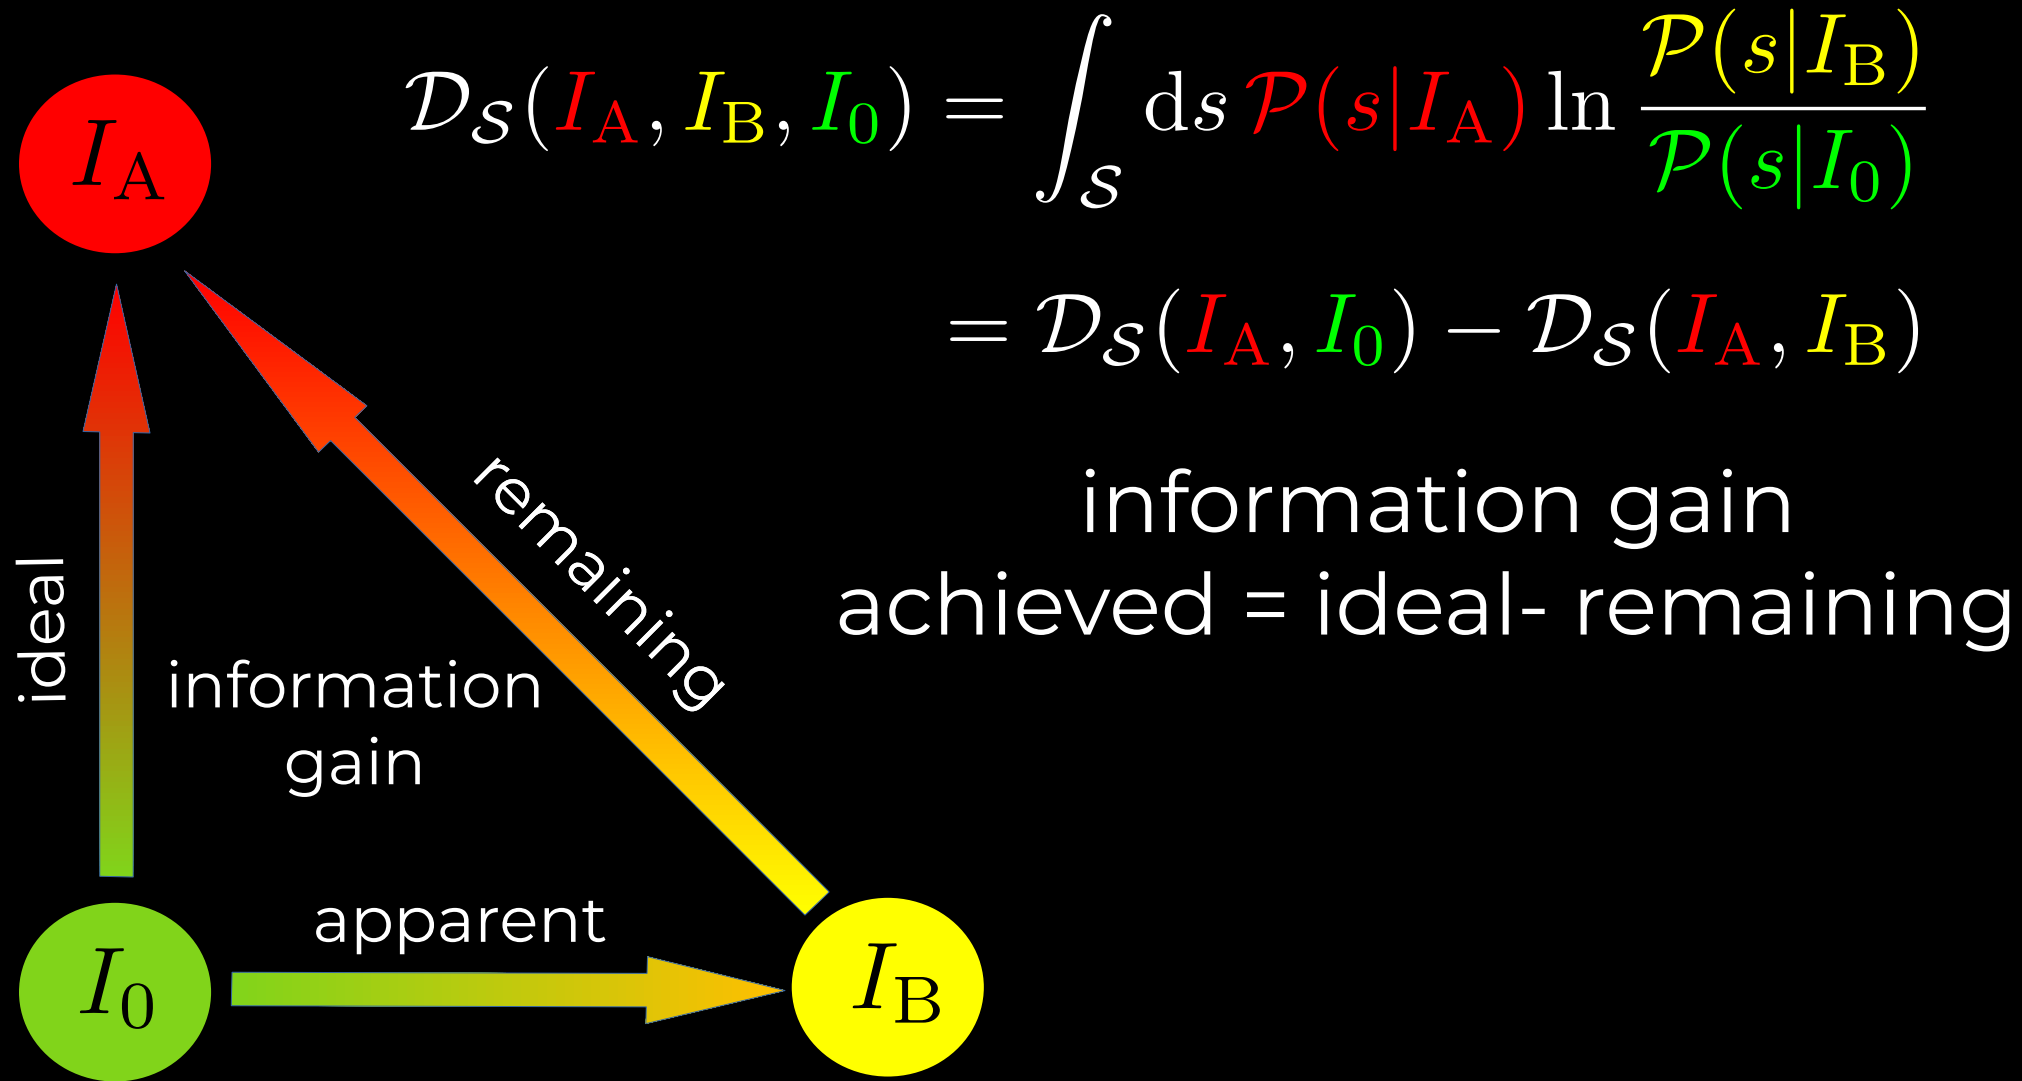 𝒟_𝒮(I_A, I_B, I_0) = ∫_𝒮 ds 𝒫(s|I_A) ln 𝒫(s|I_B) / 𝒫(s|I_0)
= 𝒟_𝒮(I_A, I_0) − 𝒟_𝒮(I_A, I_B)
information gain
achieved = ideal- remaining
I_A
ideal
remaining
information
gain
apparent
I_0
I_B